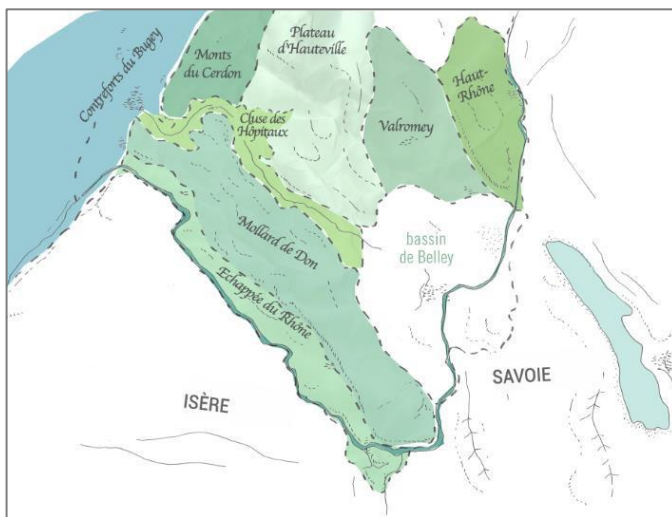 Contreforts du Bugey
Monts
du Cerdon
Plateau
d'Hauteville
Haut-
Rhône
Cluse des
Hôpitaux
Valromey
Mollard de Don
bassin
de Belley
Echappée du Rhône
ISÈRE
SAVOIE